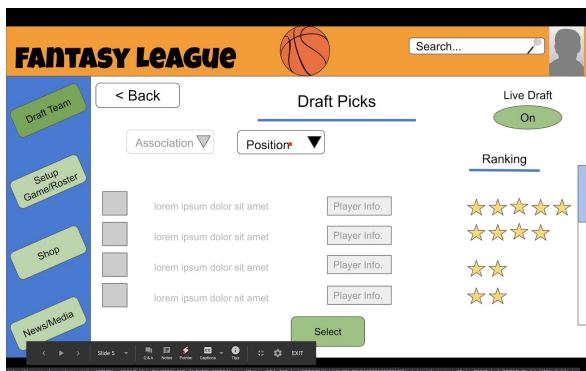 FANTASY LEAGUE
Search...
Draft Team
< Back
Draft Picks
Live Draft
On
Association
Position
Ranking
Setup
Game/Roster
lorem ipsum dolor sit amet
Player Info.
lorem ipsum dolor sit amet
Player Info.
Shop
lorem ipsum dolor sit amet
Player Info.
lorem ipsum dolor sit amet
Player Info.
News/Media
Select
Slide 5
Q&A
Notes
Pointer
Captions
Tips
EXIT